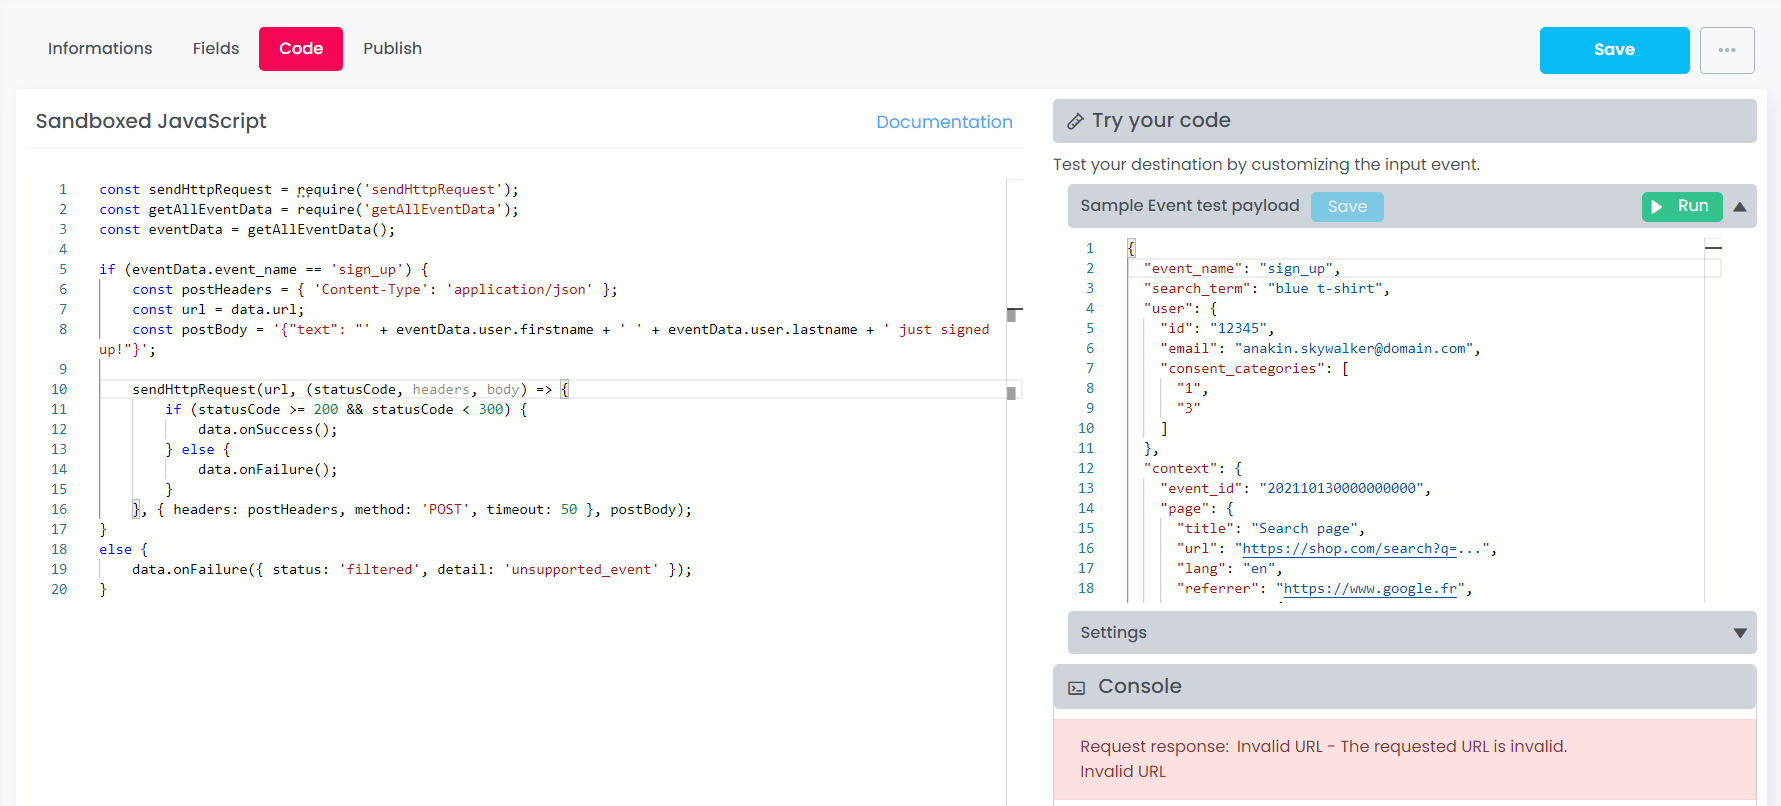 Informations Fields Code Publish Save ...
Sandboxed JavaScript Documentation
1 const sendHttpRequest = require('sendHttpRequest');
2 const getAllEventData = require('getAllEventData');
3 const eventData = getAllEventData();
4
5 if (eventData.event_name == 'sign_up') {
6 const postHeaders = { 'Content-Type': 'application/json' };
7 const url = data.url;
8 const postBody = '{"text": "' + eventData.user.firstname + ' ' + eventData.user.lastname + ' just signed
up!"}';
9
10 sendHttpRequest(url, (statusCode, headers, body) => {
11 if (statusCode >= 200 && statusCode < 300) {
12 data.onSuccess();
13 } else {
14 data.onFailure();
15 }
16 }, { headers: postHeaders, method: 'POST', timeout: 50 }, postBody);
17 }
18 else {
19 data.onFailure({ status: 'filtered', detail: 'unsupported_event' });
20 }
Try your code
Test your destination by customizing the input event.
Sample Event test payload Save Run
1 {
2 "event_name": "sign_up",
3 "search_term": "blue t-shirt",
4 "user": {
5 "id": "12345",
6 "email": "anakin.skywalker@domain.com",
7 "consent_categories": [
8 "1",
9 "3"
10 ]
11 },
12 "context": {
13 "event_id": "202110130000000000",
14 "page": {
15 "title": "Search page",
16 "url": "https://shop.com/search?q=...",
17 "lang": "en",
18 "referrer": "https://www.google.fr",
Settings
Console
Request response: Invalid URL - The requested URL is invalid.
Invalid URL